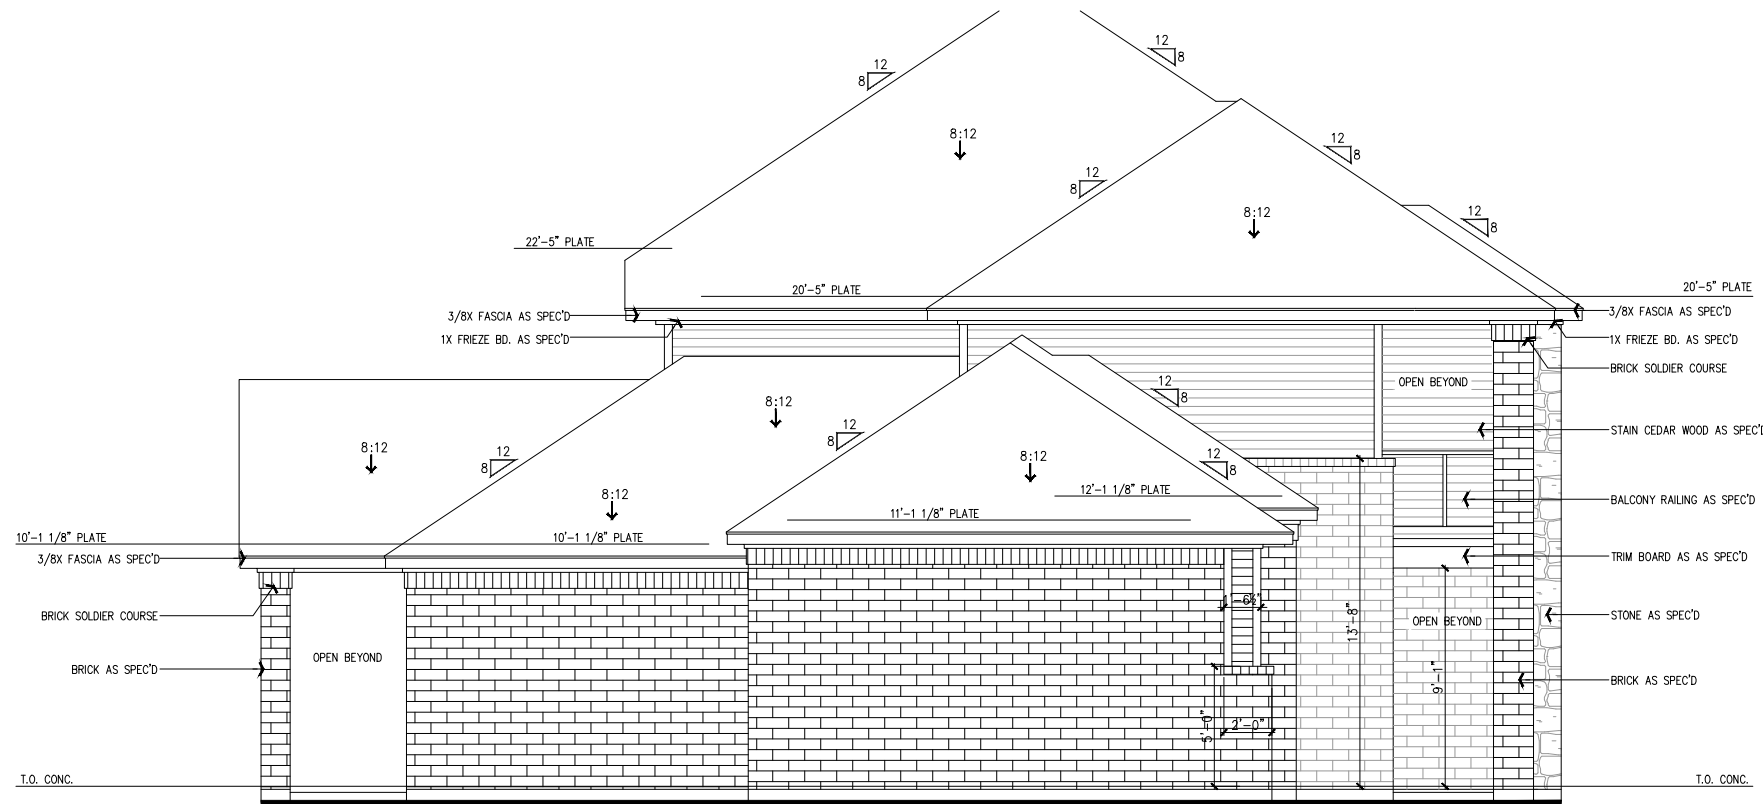 12
8
12
8
8:12
12
8
12
8
8:12
12
8
22'-5" PLATE
20'-5" PLATE
20'-5" PLATE
3/8X FASCIA AS SPEC'D
3/8X FASCIA AS SPEC'D
1X FRIEZE BD. AS SPEC'D
1X FRIEZE BD. AS SPEC'D
BRICK SOLDIER COURSE
OPEN BEYOND
12
8
8:12
12
8
STAIN CEDAR WOOD AS SPEC'D
8:12
12
8
8:12
12
8
8:12
12'-1 1/8" PLATE
BALCONY RAILING AS SPEC'D
11'-1 1/8" PLATE
10'-1 1/8" PLATE
10'-1 1/8" PLATE
3/8X FASCIA AS SPEC'D
TRIM BOARD AS AS SPEC'D
1'-6½"
BRICK SOLDIER COURSE
13'-8"
OPEN BEYOND
STONE AS SPEC'D
OPEN BEYOND
BRICK AS SPEC'D
9'-1"
BRICK AS SPEC'D
5'-0"
2'-0"
T.O. CONC.
T.O. CONC.